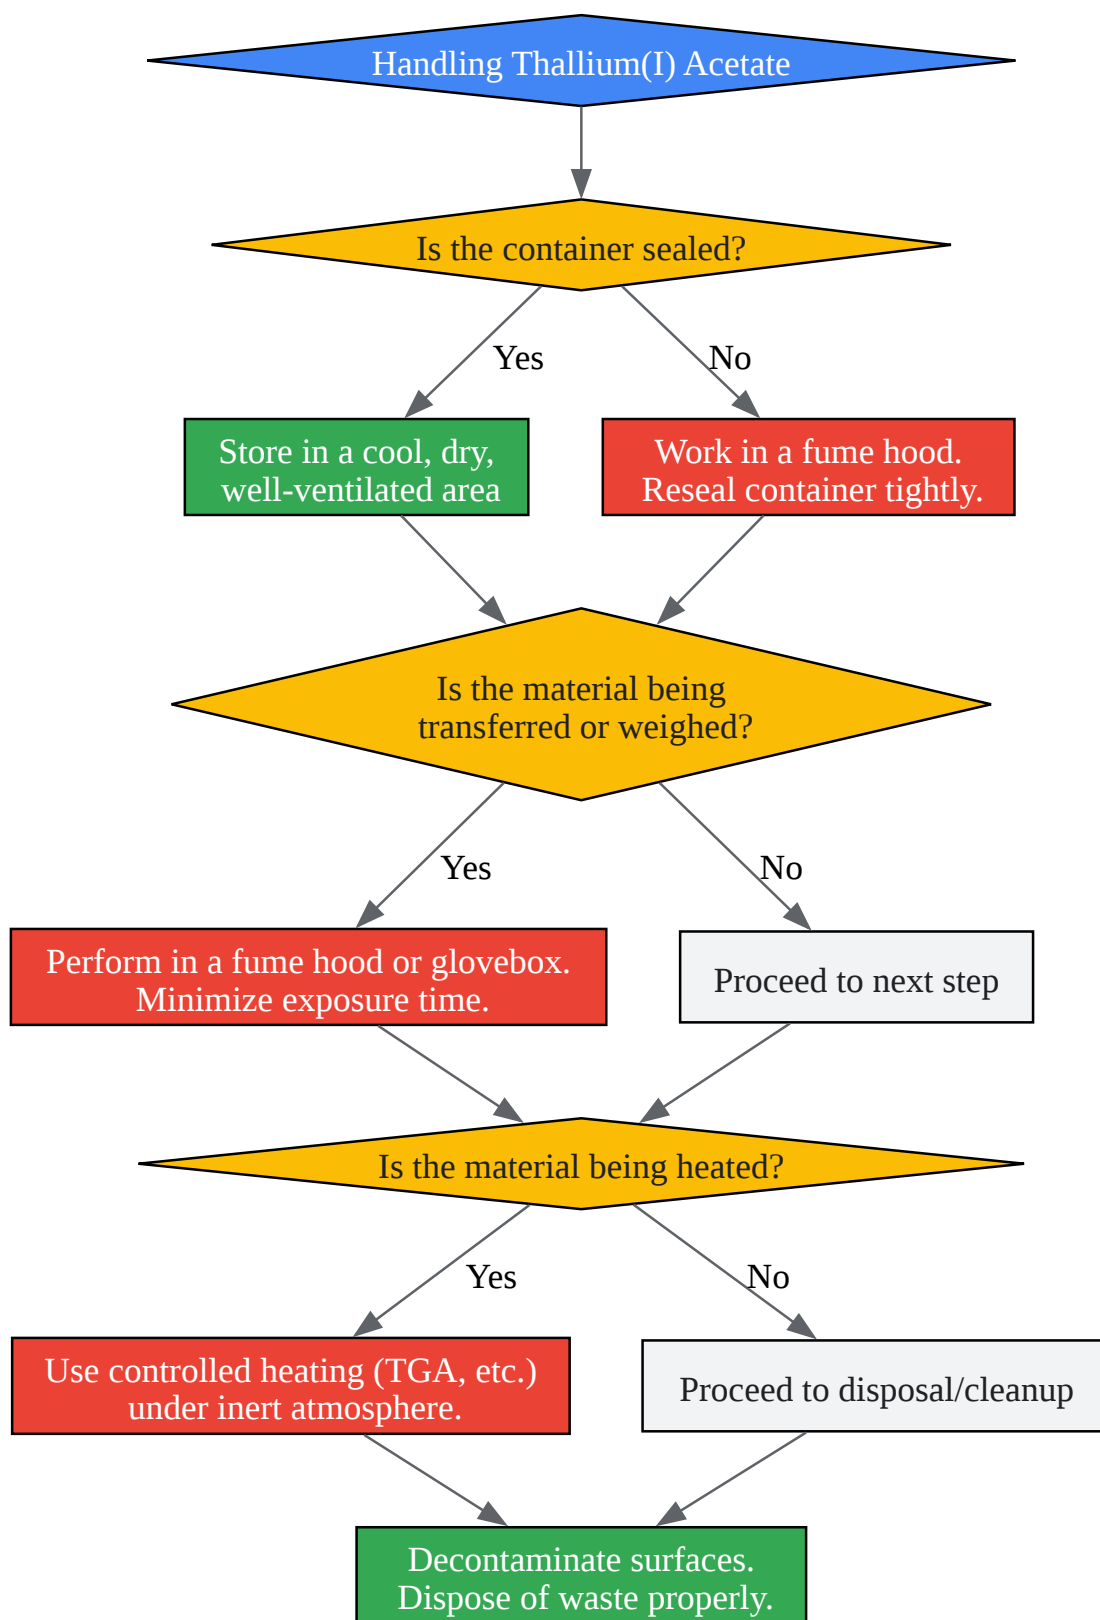 Handling Thallium(I) Acetate
Is the container sealed?
Yes
No
Store in a cool, dry,
well-ventilated area
Work in a fume hood.
Reseal container tightly.
Is the material being
transferred or weighed?
Yes
No
Perform in a fume hood or glovebox.
Minimize exposure time.
Proceed to next step
Is the material being heated?
Yes
No
Use controlled heating (TGA, etc.)
under inert atmosphere.
Proceed to disposal/cleanup
Decontaminate surfaces.
Dispose of waste properly.